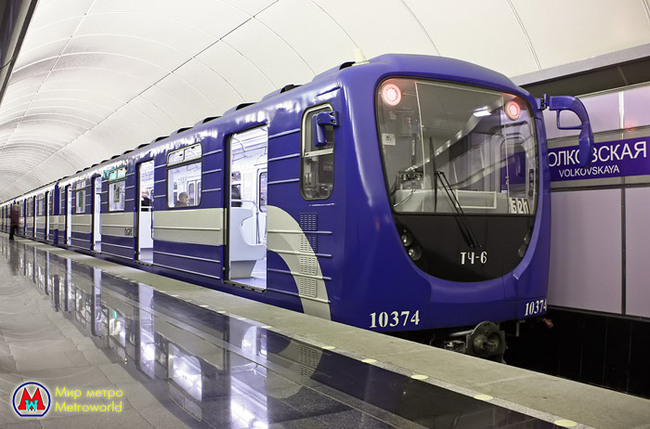 ОЛКОВСКАЯ
VOLKOVSKAYA
ТЧ-6
10374
10374
Мир метро
Metroworld